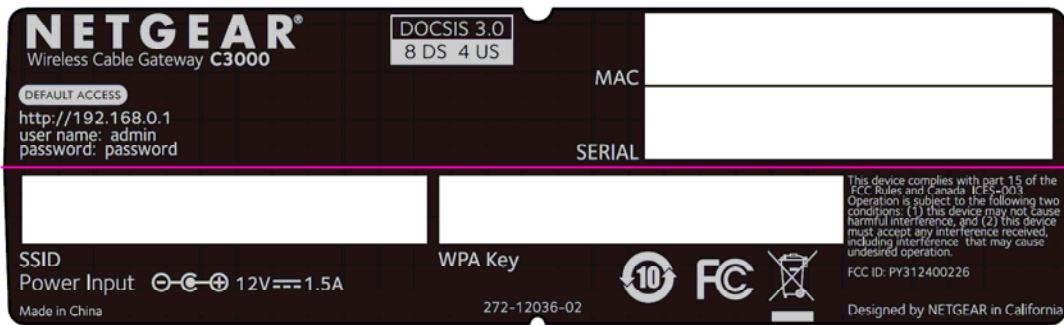 NETGEAR®
Wireless Cable Gateway C3000
DOCSIS 3.0
8 DS 4 US
DEFAULT ACCESS
http://192.168.0.1
user name: admin
password: password
MAC
SERIAL
SSID
WPA Key
Power Input 12V 1.5A
Made in China
272-12036-02
10
FC
This device complies with part 15 of the
FCC Rules and Canada ICES-003
Operation is subject to the following two
conditions: (1) this device may not cause
harmful interference, and (2) this device
must accept any interference received,
including interference that may cause
undesired operation.
FCC ID: PY312400226
Designed by NETGEAR in California